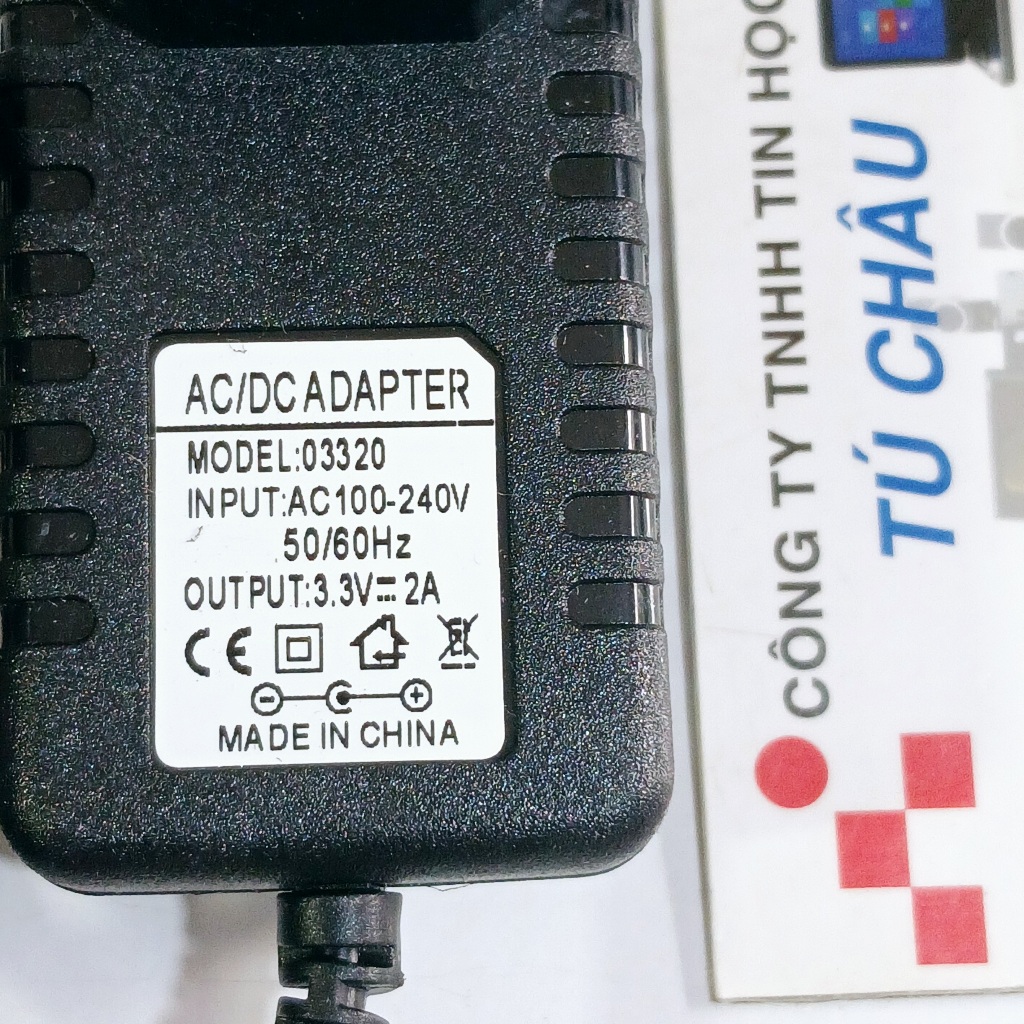 AC/DC ADAPTER
MODEL:03320
INPUT:AC100-240V
50/60Hz
OUTPUT:3.3V⎓2A
CE
MADE IN CHINA
CÔNG TY TNHH TIN HỌC
TÚ CHÂU